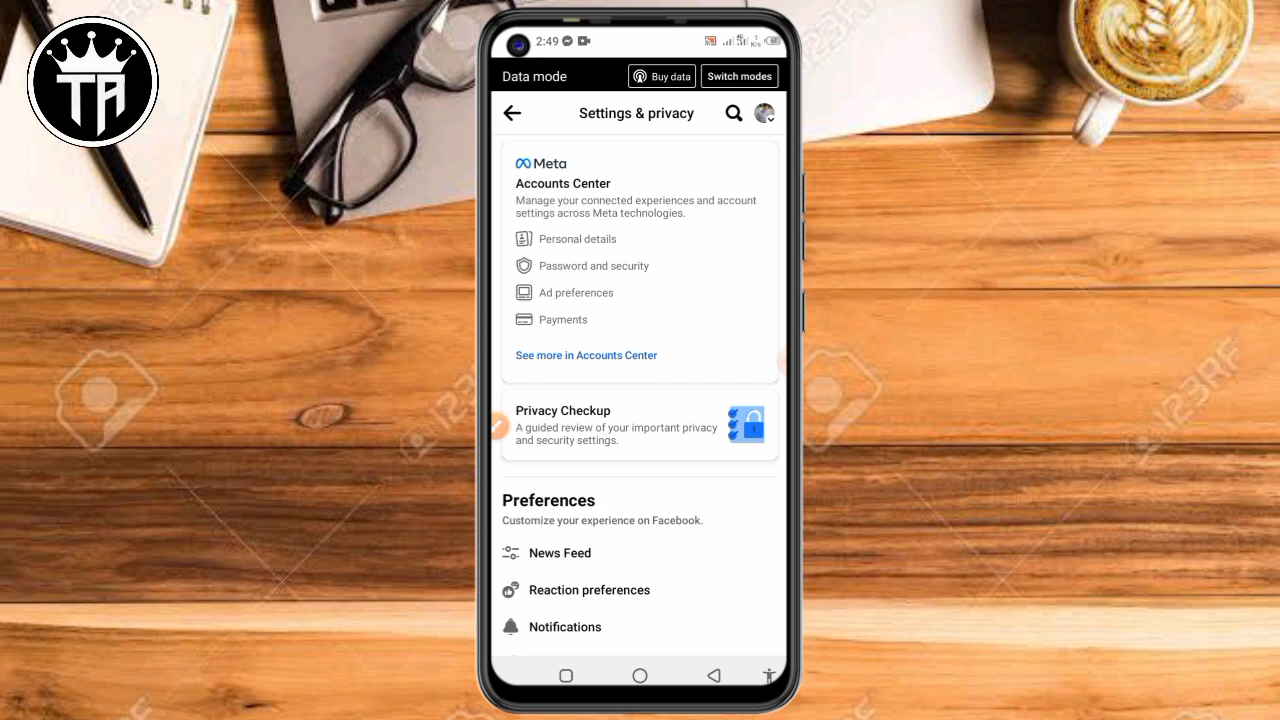 TA
2:49
Data mode
Buy data
Switch modes
Settings & privacy
Meta
Accounts Center
Manage your connected experiences and account
settings across Meta technologies.
Personal details
Password and security
Ad preferences
Payments
See more in Accounts Center
Privacy Checkup
A guided review of your important privacy
and security settings.
Preferences
Customize your experience on Facebook.
News Feed
Reaction preferences
Notifications
123RF
123RF
123RF